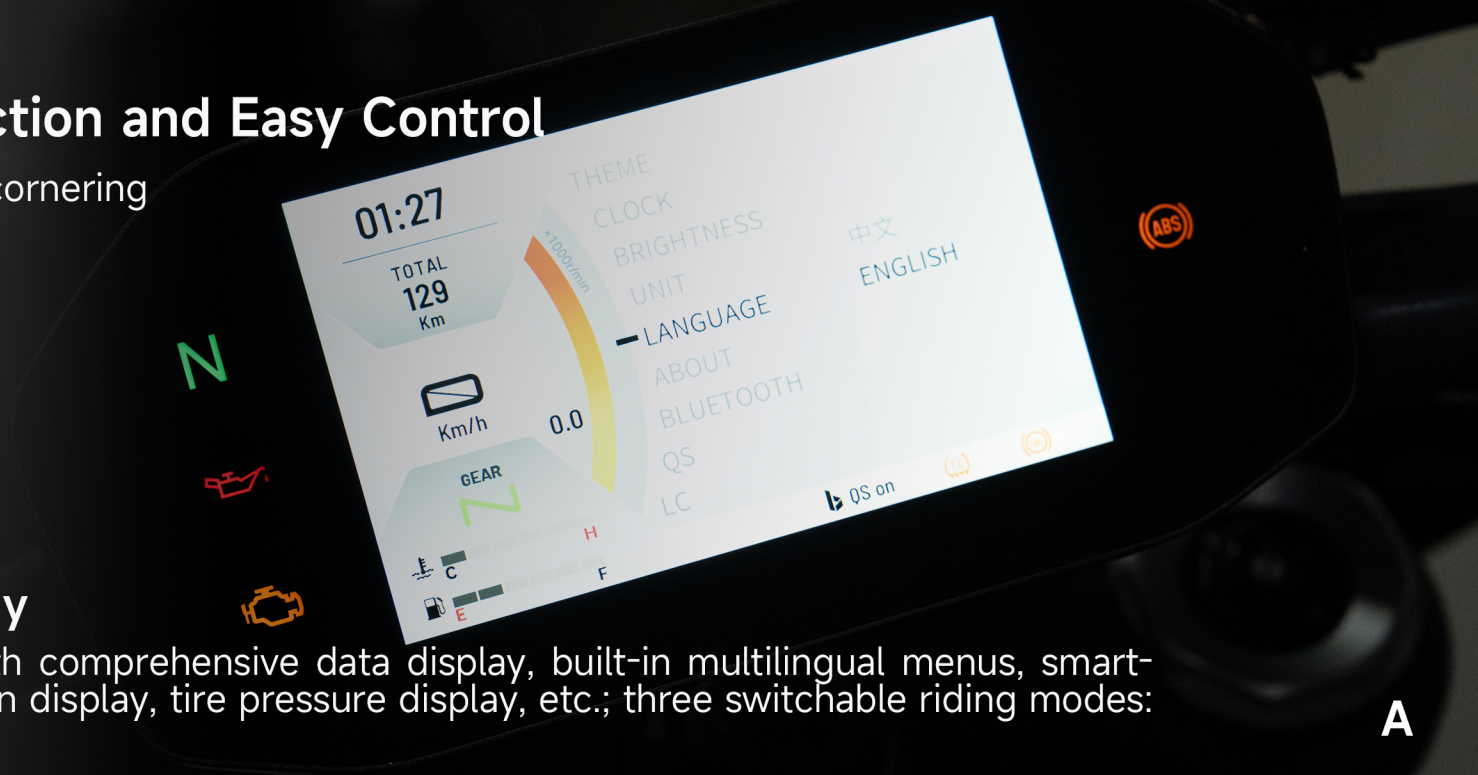 ction and Easy Control
cornering
01:27
TOTAL
129
Km
Km/h
0.0
×1000r/min
GEAR
N
C
H
E
F
THEME
CLOCK
BRIGHTNESS
UNIT
LANGUAGE
ABOUT
BLUETOOTH
QS
LC
中文
ENGLISH
QS on
TC
N
ABS
y
h comprehensive data display, built-in multilingual menus, smart-
n display, tire pressure display, etc.; three switchable riding modes:
A